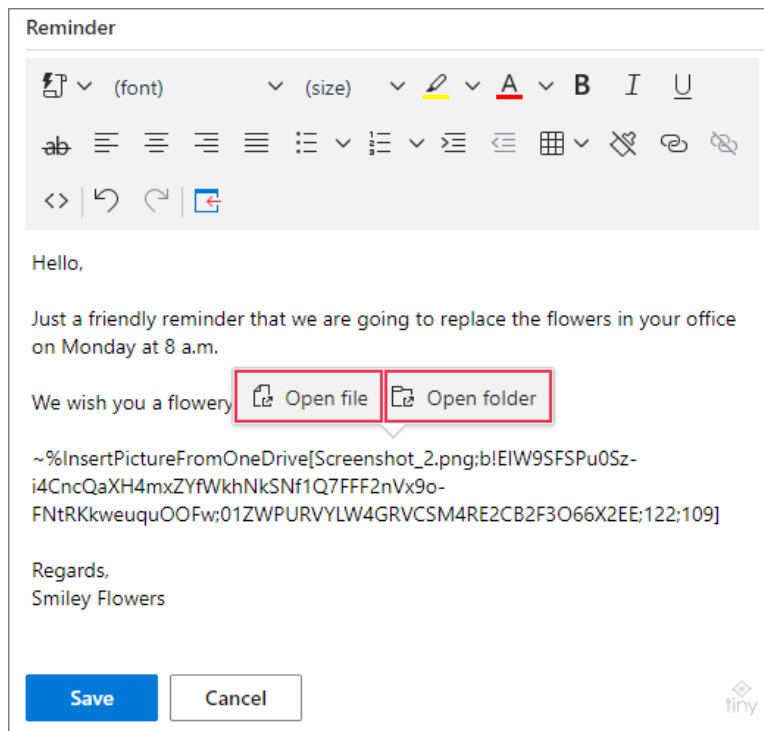 Reminder
(font) (size) A B I U
ab
Hello,
Just a friendly reminder that we are going to replace the flowers in your office
on Monday at 8 a.m.
We wish you a flowery
Open file Open folder
~%InsertPictureFromOneDrive[Screenshot_2.png;b!EIW9SFSPu0Sz-
i4CncQaXH4mxZYfWkhNkSNf1Q7FFF2nVx9o-
FNtRKkweuquOOFw;01ZWPURVYLW4GRVCSM4RE2CB2F3O66X2EE;122;109]
Regards,
Smiley Flowers
Save Cancel
tiny